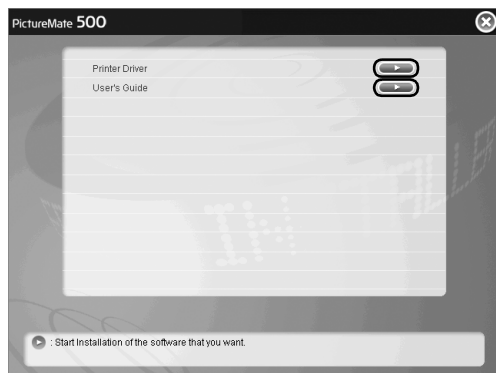 PictureMate 500
Printer Driver
User's Guide
: Start Installation of the software that you want.